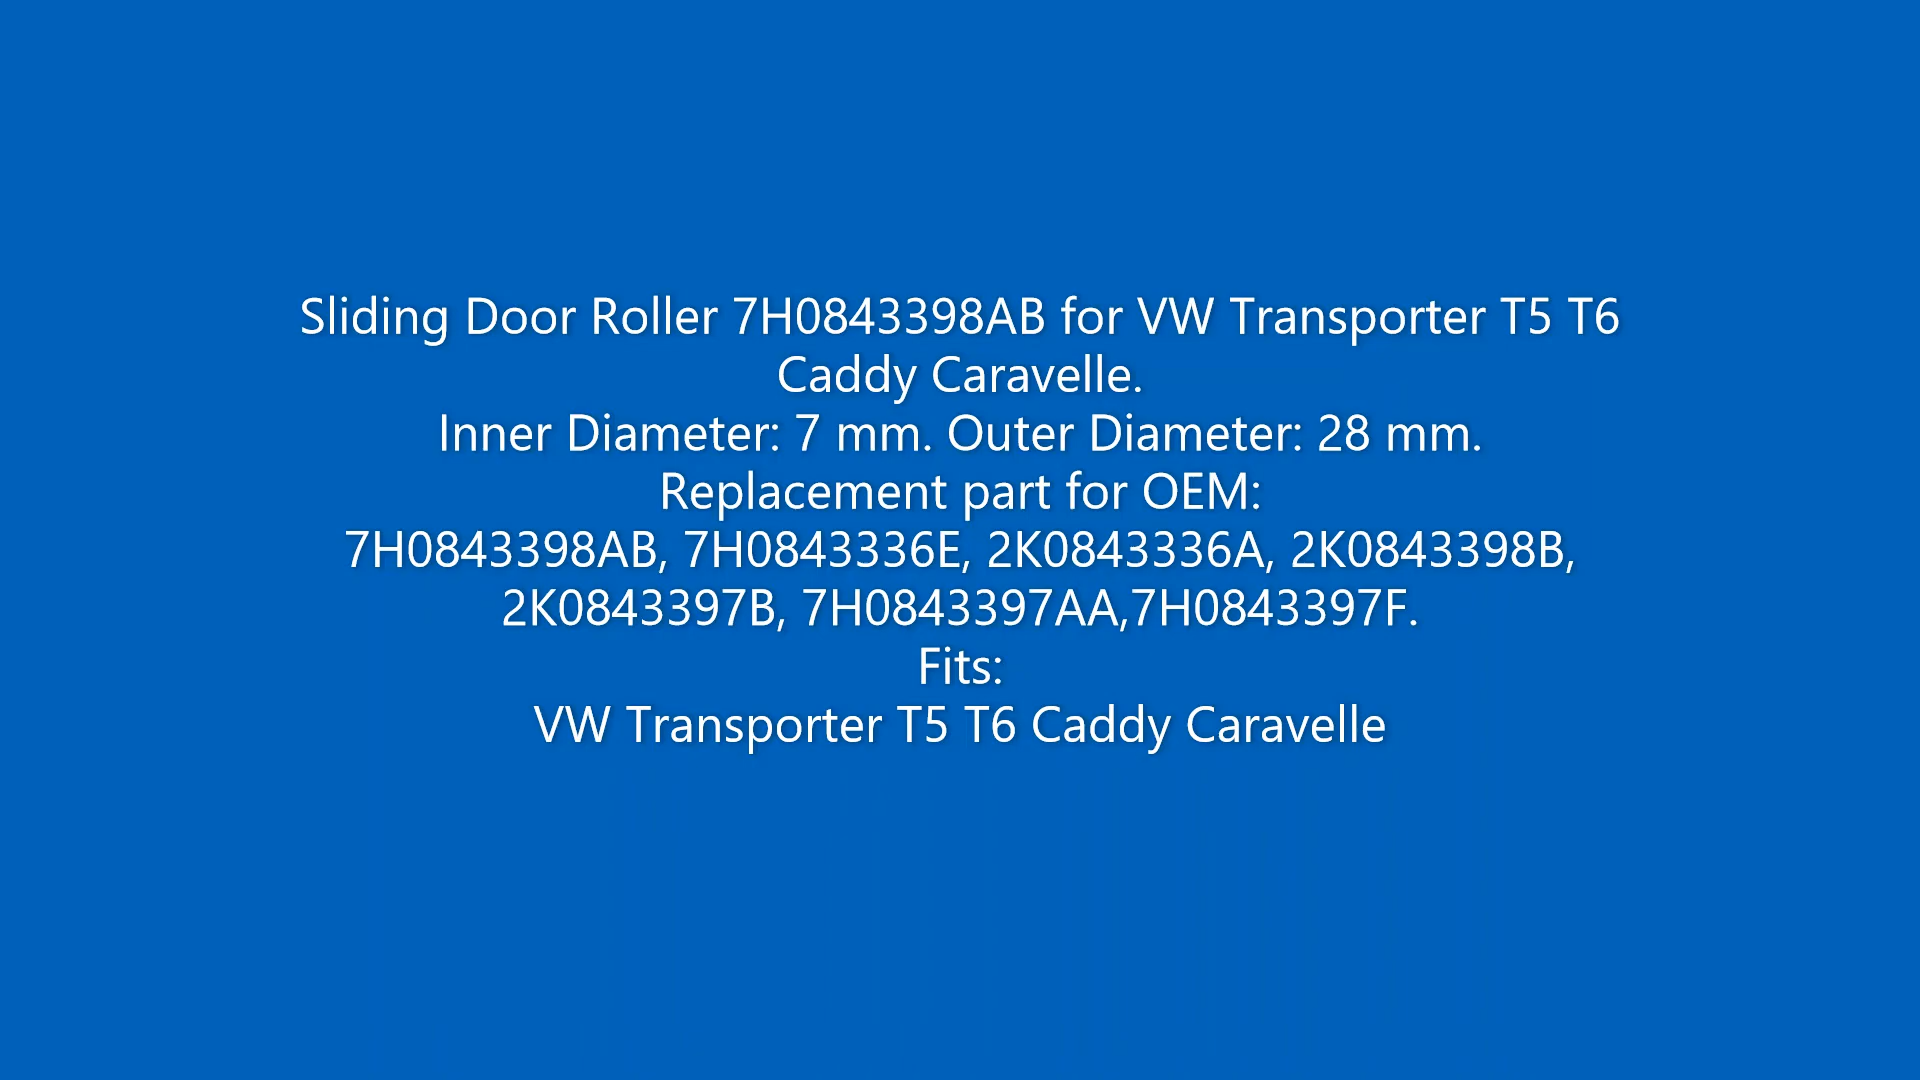 Sliding Door Roller 7H0843398AB for VW Transporter T5 T6
Caddy Caravelle.
Inner Diameter: 7 mm. Outer Diameter: 28 mm.
Replacement part for OEM:
7H0843398AB, 7H0843336E, 2K0843336A, 2K0843398B,
2K0843397B, 7H0843397AA,7H0843397F.
Fits:
VW Transporter T5 T6 Caddy Caravelle